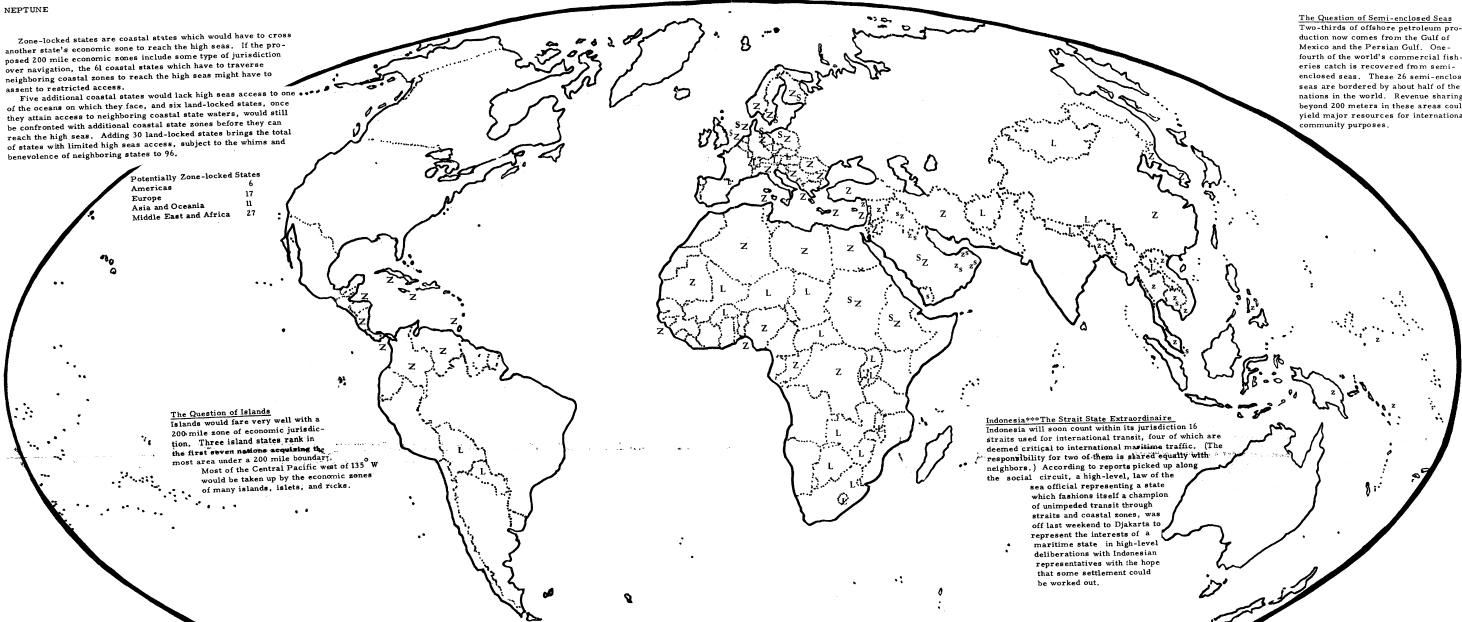 NEPTUNE
Zone-locked states are coastal states which would have to cross
another state's economic zone to reach the high seas. If the pro-
posed 200 mile economic zones include some type of jurisdiction
over navigation, the 61 coastal states which have to traverse
neighboring coastal zones to reach the high seas might have to
assent to restricted access.
Five additional coastal states would lack high seas access to one
of the oceans on which they face, and six land-locked states, once
they attain access to neighboring coastal state waters, would still
be confronted with additional coastal state zones before they can
reach the high seas. Adding 30 land-locked states brings the total
of states with limited high seas access, subject to the whims and
benevolence of neighboring states to 96.
Potentially Zone-locked States
Americas 6
Europe 17
Asia and Oceania 11
Middle East and Africa 27
The Question of Semi-enclosed Seas
Two-thirds of offshore petroleum pro-
duction now comes from the Gulf of
Mexico and the Persian Gulf. One-
fourth of the world's commercial fish-
eries catch is recovered from semi-
enclosed seas. These 26 semi-enclos
seas are bordered by about half of the
nations in the world. Revenue sharing
beyond 200 meters in these areas coul
yield major resources for internationa
community purposes.
The Question of Islands
Islands would fare very well with a
200-mile zone of economic jurisdic-
tion. Three island states rank in
the first seven nations acquiring the
most area under a 200 mile boundary.
Most of the Central Pacific west of 135° W
would be taken up by the economic zones
of many islands, islets, and rocks.
Indonesia***The Strait State Extraordinaire
Indonesia will soon count within its jurisdiction 16
straits used for international transit, four of which are
deemed critical to international maritime traffic. (The
responsibility for two of them is shared equally with
neighbors.) According to reports picked up along
the social circuit, a high-level, law of the
sea official representing a state
which fashions itself a champion
of unimpeded transit through
straits and coastal zones, was
off last weekend to Djakarta to
represent the interests of a
maritime state in high-level
deliberations with Indonesian
representatives with the hope
that some settlement could
be worked out.